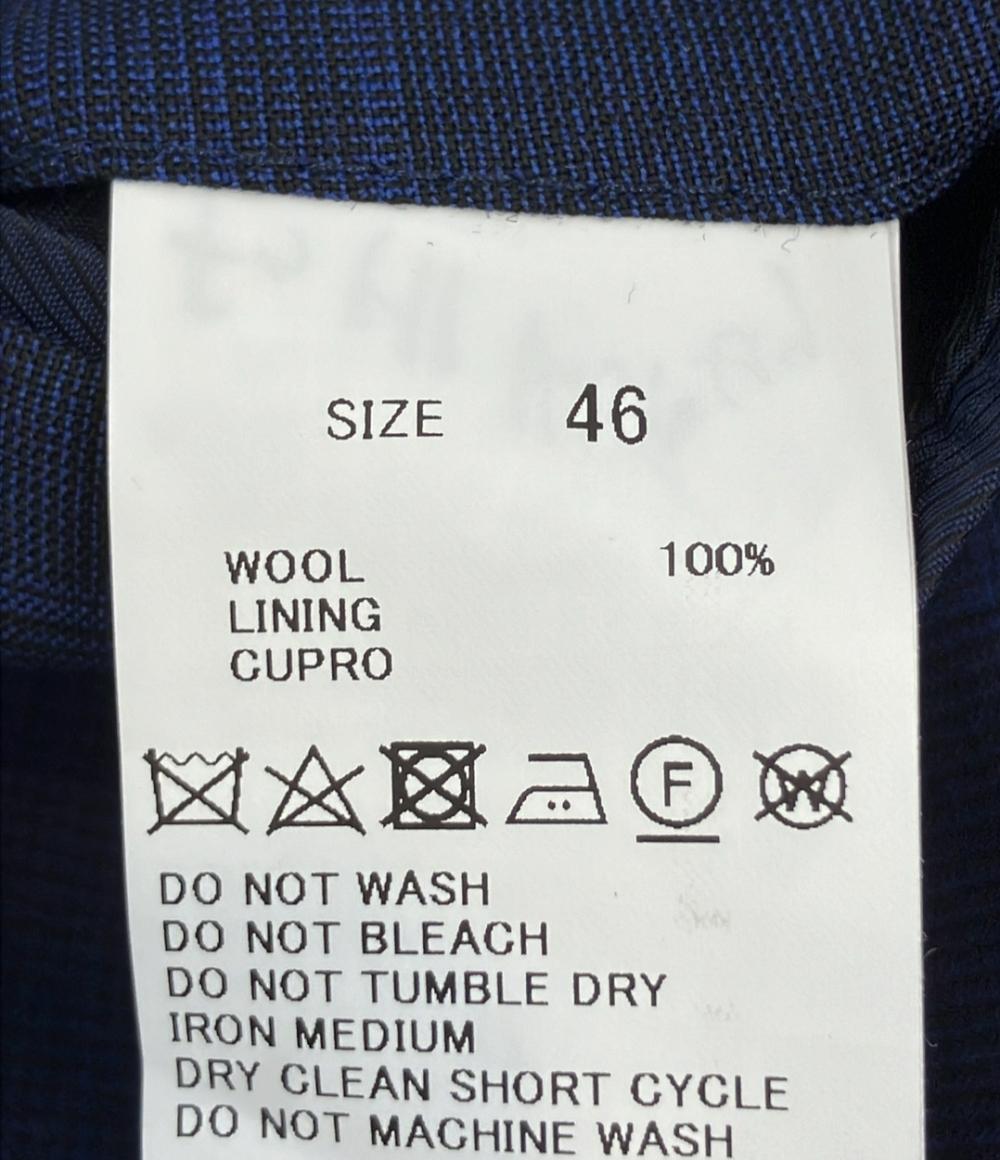 SIZE 46
WOOL 100%
LINING
CUPRO
F W
DO NOT WASH
DO NOT BLEACH
DO NOT TUMBLE DRY
IRON MEDIUM
DRY CLEAN SHORT CYCLE
DO NOT MACHINE WASH